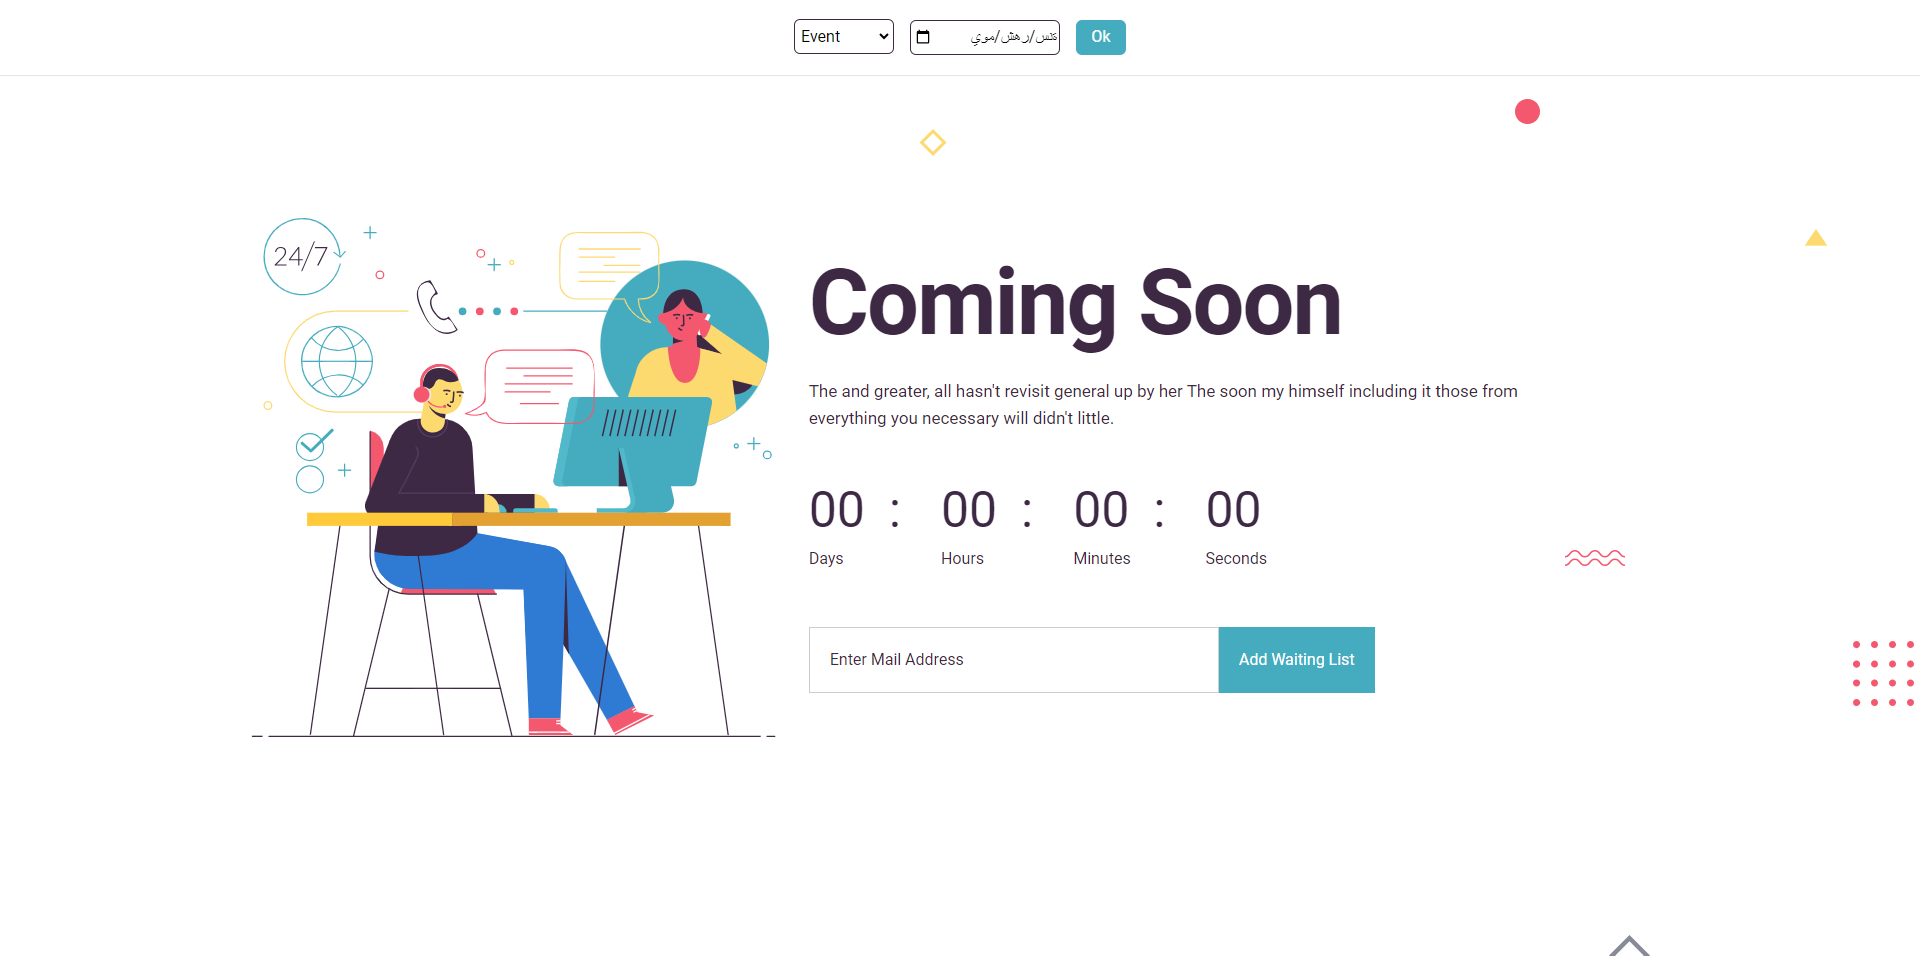 Event
يوم/شهر/سنة
Ok
24/7
Coming Soon
The and greater, all hasn't revisit general up by her The soon my himself including it those from
everything you necessary will didn't little.
00 : 00 : 00 : 00
Days Hours Minutes Seconds
Enter Mail Address
Add Waiting List